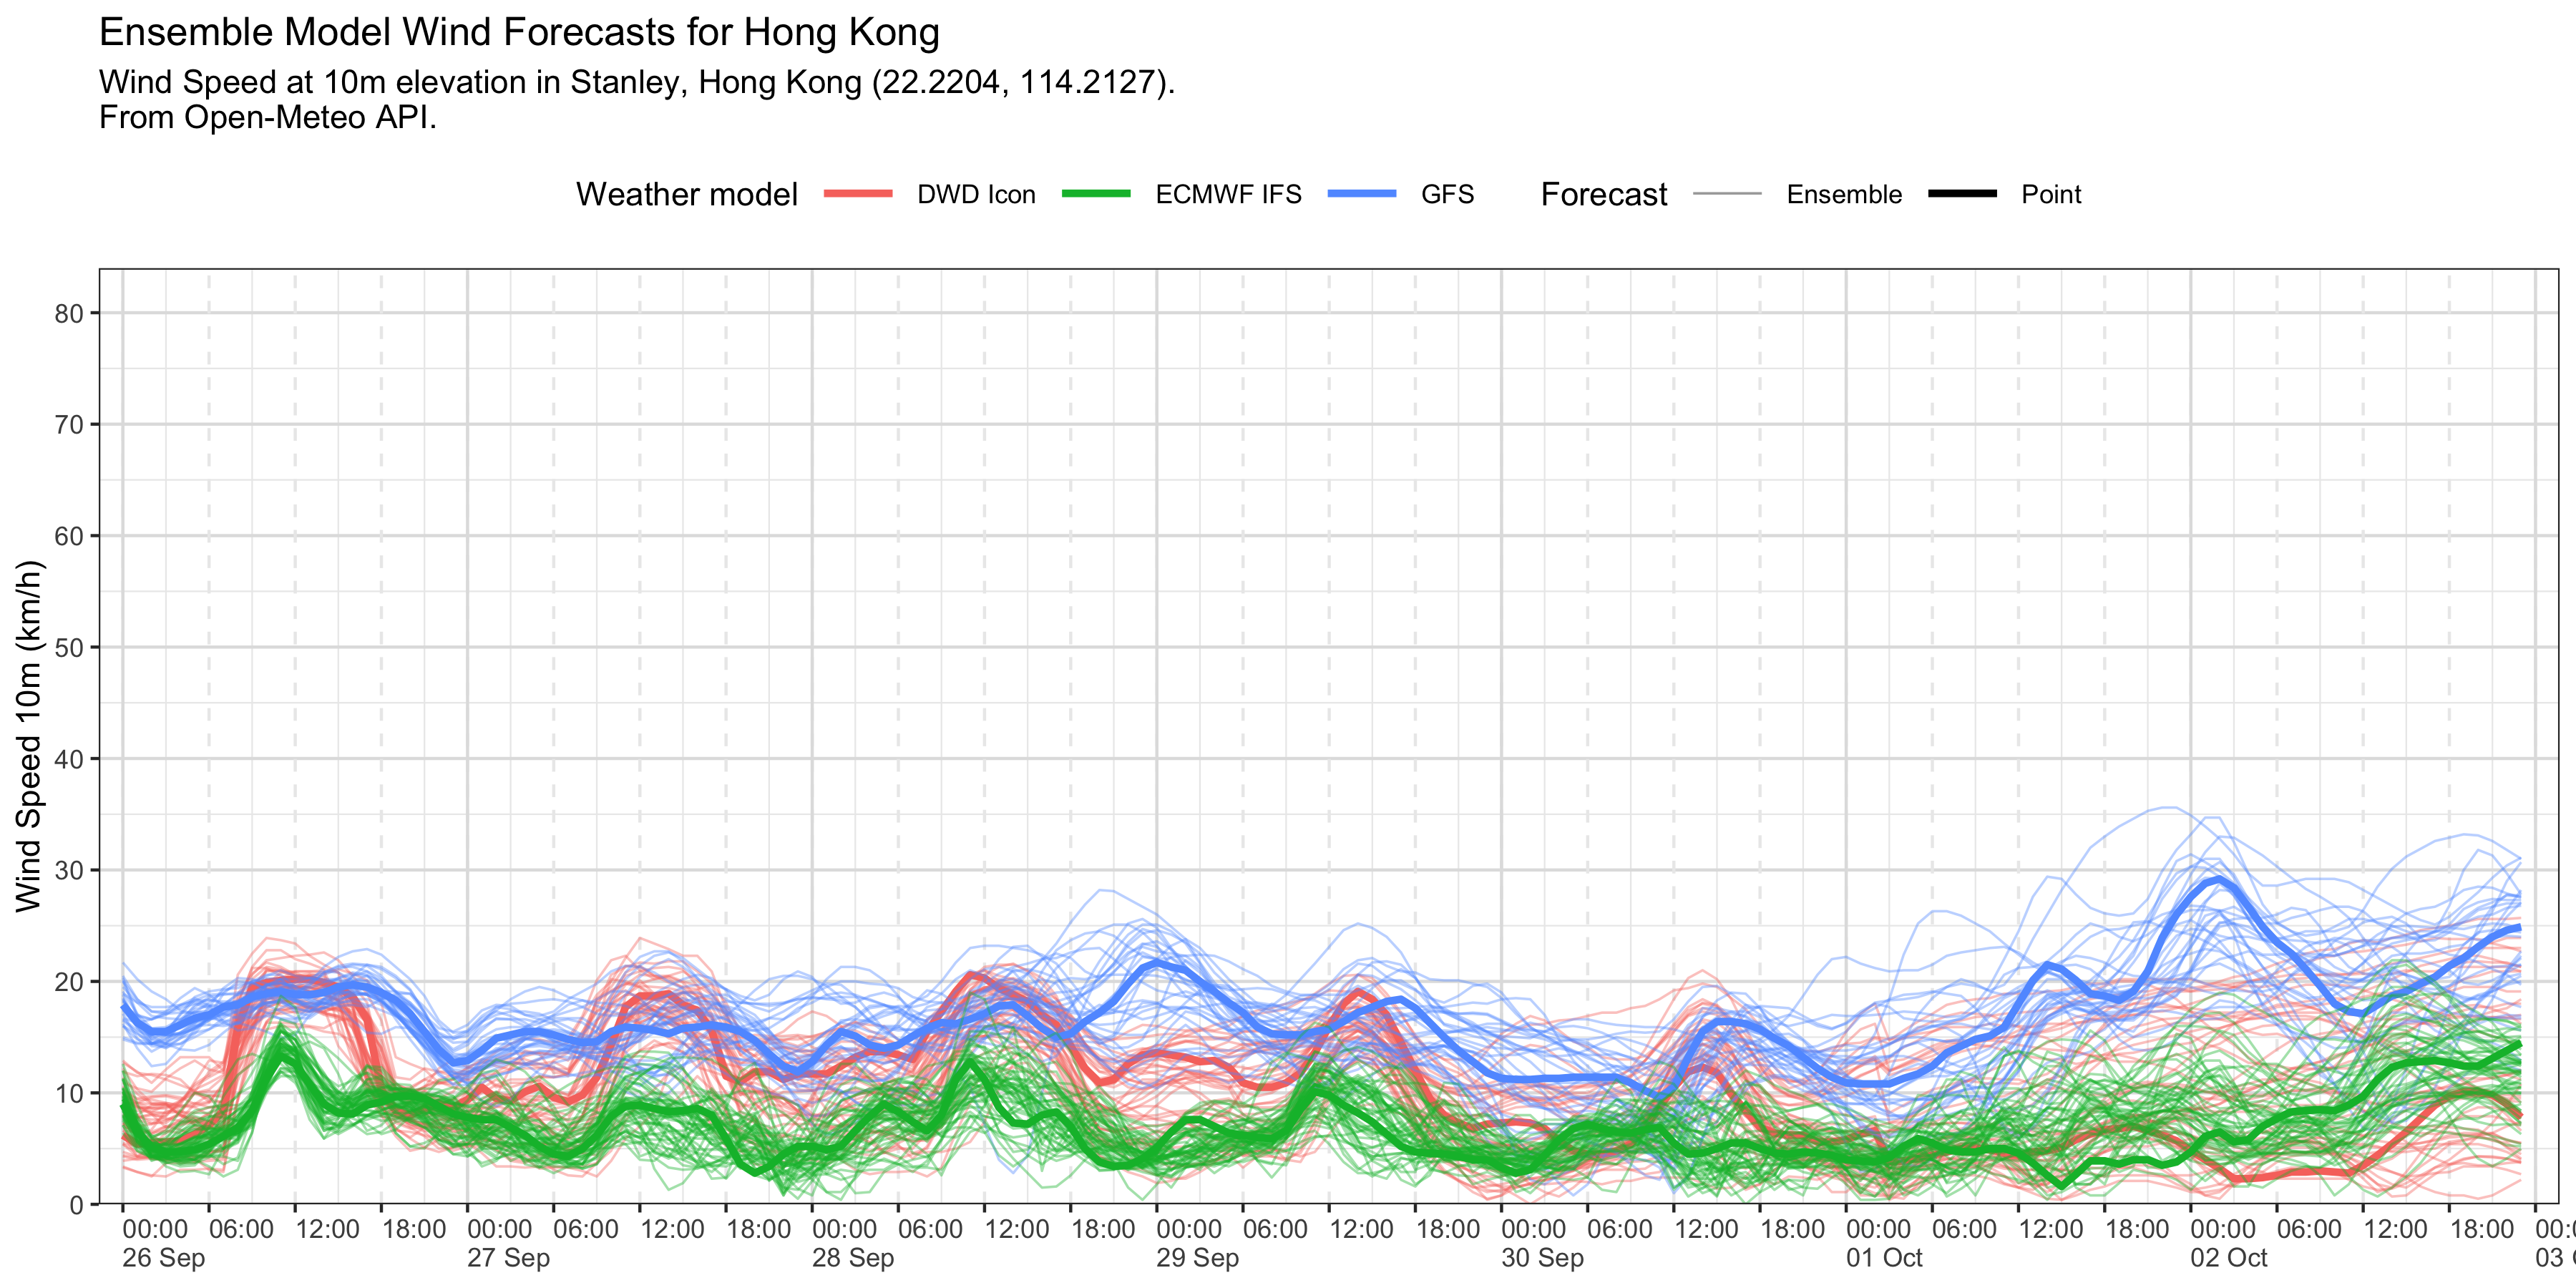 Ensemble Model Wind Forecasts for Hong Kong
Wind Speed at 10m elevation in Stanley, Hong Kong (22.2204, 114.2127).
From Open-Meteo API.
Weather model DWD Icon ECMWF IFS GFS Forecast Ensemble Point
Wind Speed 10m (km/h)
80
70
60
50
40
30
20
10
0
00:00 06:00 12:00 18:00 00:00 06:00 12:00 18:00 00:00 06:00 12:00 18:00 00:00 06:00 12:00 18:00 00:00 06:00 12:00 18:00 00:00 06:00 12:00 18:00 00:00 06:00 12:00 18:00 00:0
26 Sep 27 Sep 28 Sep 29 Sep 30 Sep 01 Oct 02 Oct 03